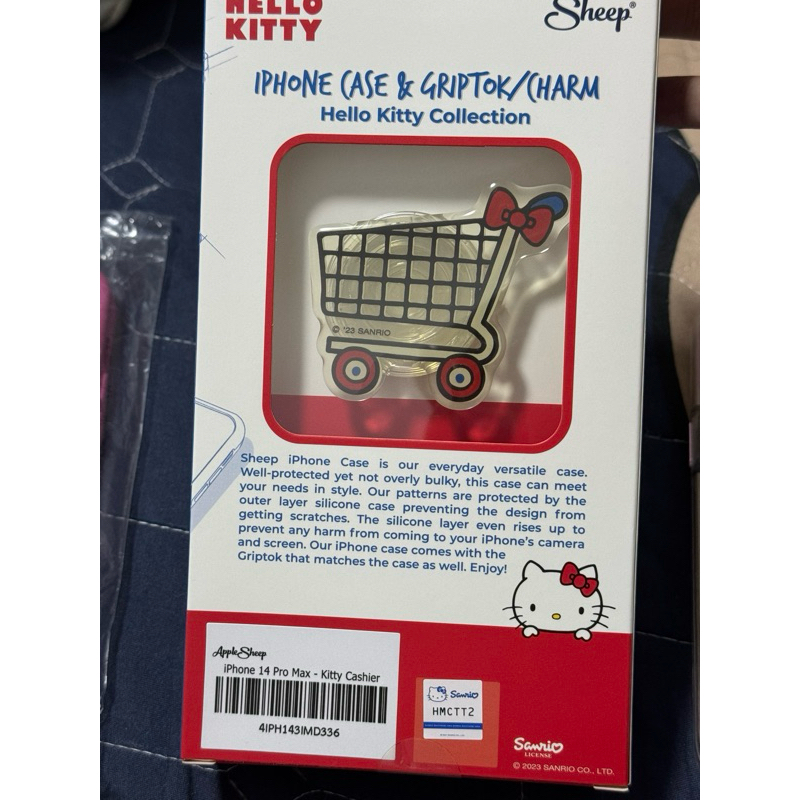 HELLO
KITTY
Sheep®
IPHONE CASE & GRIPTOK/CHARM
Hello Kitty Collection
© '23 SANRIO
Sheep iPhone Case is our everyday versatile case.
Well-protected yet not overly bulky, this case can meet
your needs in style. Our patterns are protected by the
outer layer silicone case preventing the design from
getting scratches. The silicone layer even rises up to
prevent any harm from coming to your iPhone's camera
and screen. Our iPhone case comes with the
Griptok that matches the case as well. Enjoy!
AppleSheep
iPhone 14 Pro Max - Kitty Cashier
4IPH143IMD336
Sanrio
HMCTT2
Sanrio
LICENSE
© 2023 SANRIO CO., LTD.